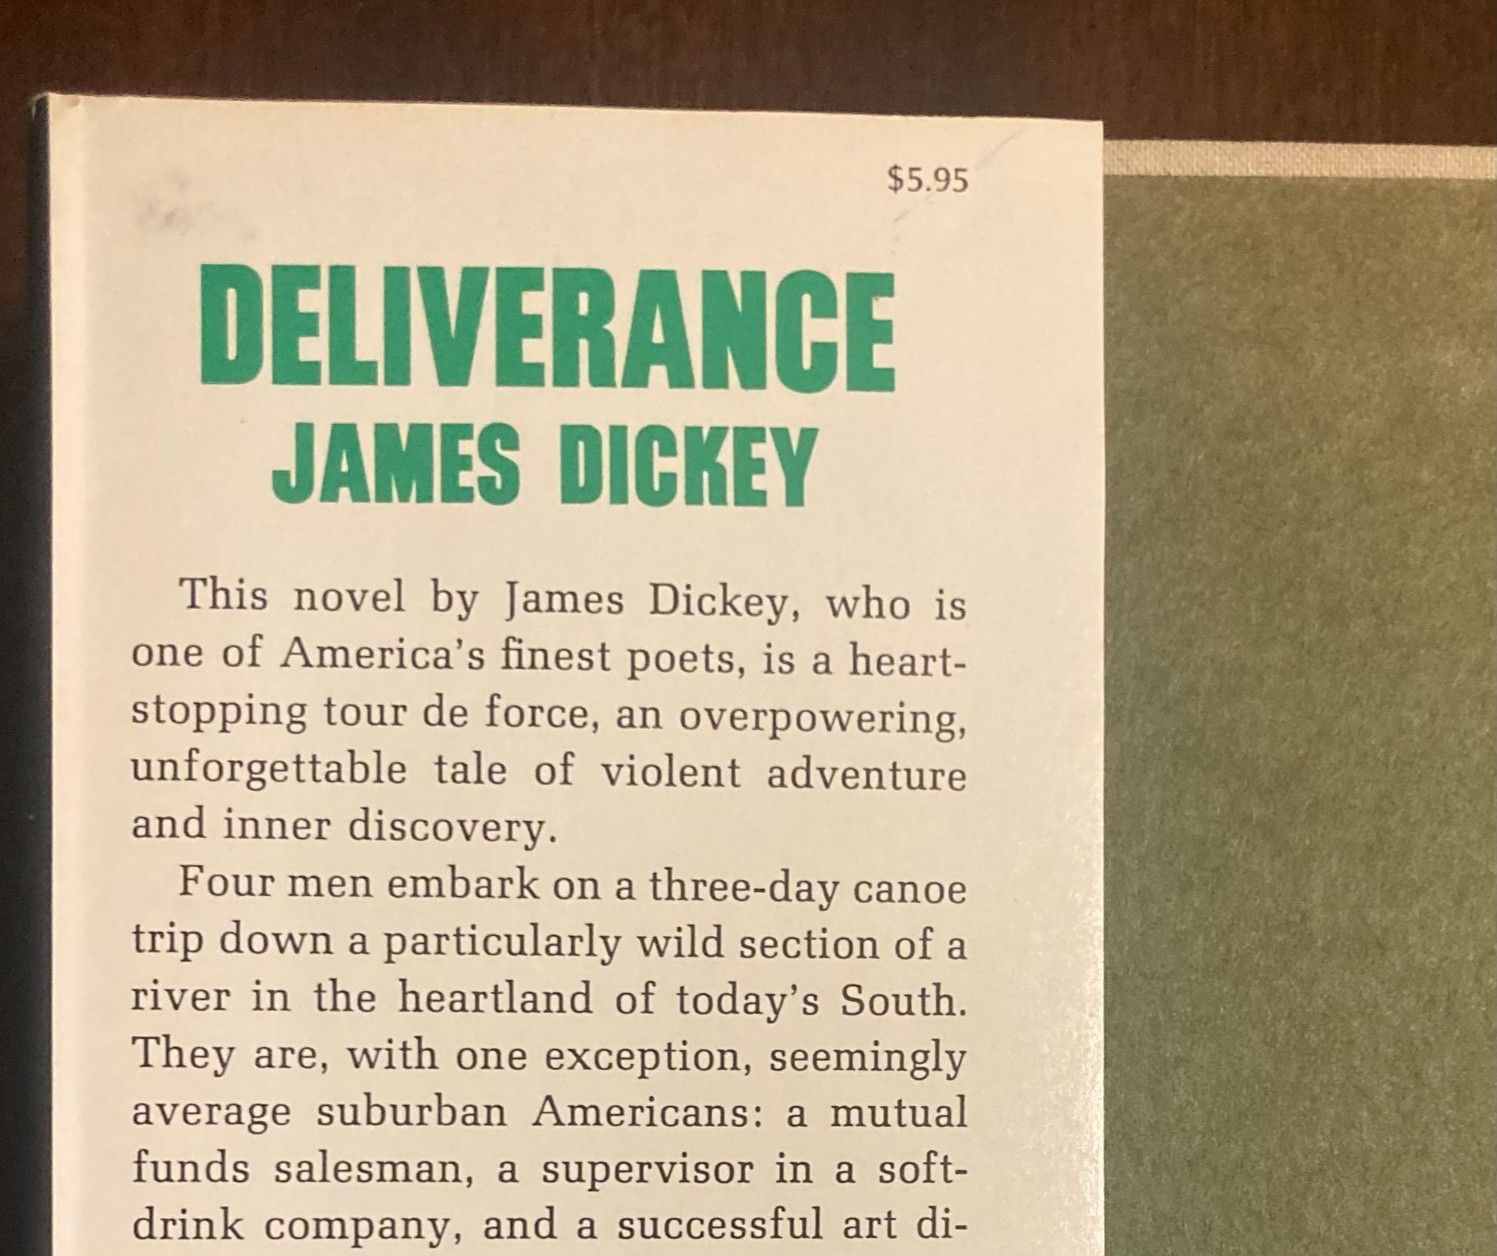 $5.95
DELIVERANCE
JAMES DICKEY
This novel by James Dickey, who is
one of America's finest poets, is a heart-
stopping tour de force, an overpowering,
unforgettable tale of violent adventure
and inner discovery.
Four men embark on a three-day canoe
trip down a particularly wild section of a
river in the heartland of today's South.
They are, with one exception, seemingly
average suburban Americans: a mutual
funds salesman, a supervisor in a soft-
drink company, and a successful art di-